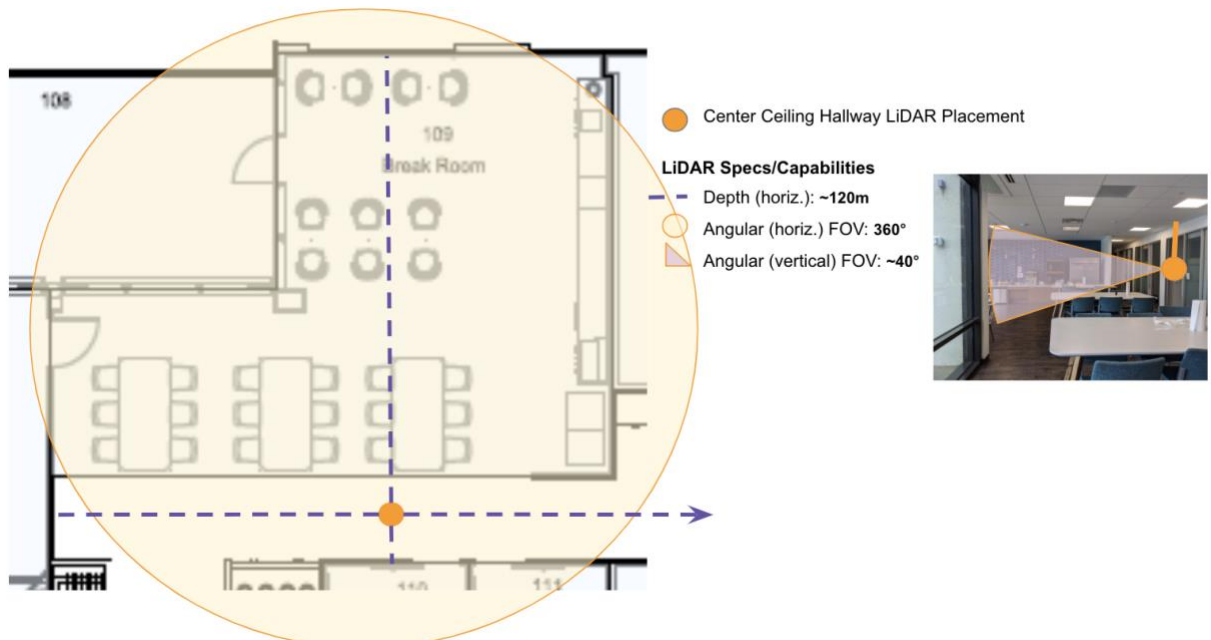 108
109
Break Room
110
111
Center Ceiling Hallway LiDAR Placement
LiDAR Specs/Capabilities
Depth (horiz.): ~120m
Angular (horiz.) FOV: 360°
Angular (vertical) FOV: ~40°